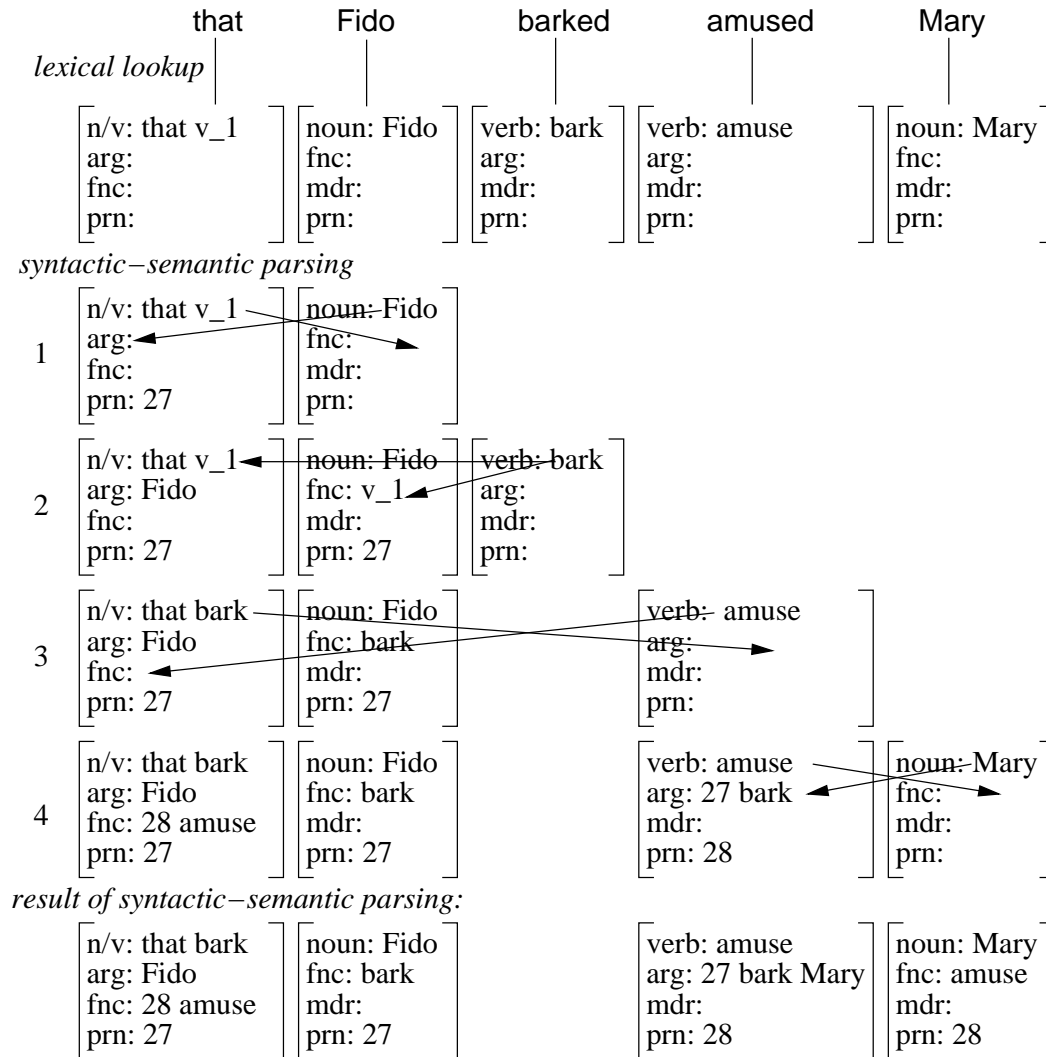 that Fido barked amused Mary
lexical lookup
n/v: that v_1 noun: Fido verb: bark verb: amuse noun: Mary
arg: fnc: arg: arg: fnc:
fnc: mdr: mdr: mdr: mdr:
prn: prn: prn: prn: prn:
syntactic−semantic parsing
n/v: that v_1 noun: Fido
arg: fnc:
1
fnc: mdr:
prn: 27 prn:
n/v: that v_1 noun: Fido verb: bark
arg: Fido fnc: v_1 arg:
2
fnc: mdr: mdr:
prn: 27 prn: 27 prn:
n/v: that bark noun: Fido verb: amuse
arg: Fido fnc: bark arg:
3
fnc: mdr: mdr:
prn: 27 prn: 27 prn:
n/v: that bark noun: Fido verb: amuse noun: Mary
arg: Fido fnc: bark arg: 27 bark fnc:
4
fnc: 28 amuse mdr: mdr: mdr:
prn: 27 prn: 27 prn: 28 prn:
result of syntactic−semantic parsing:
n/v: that bark noun: Fido verb: amuse noun: Mary
arg: Fido fnc: bark arg: 27 bark Mary fnc: amuse
fnc: 28 amuse mdr: mdr: mdr:
prn: 27 prn: 27 prn: 28 prn: 28